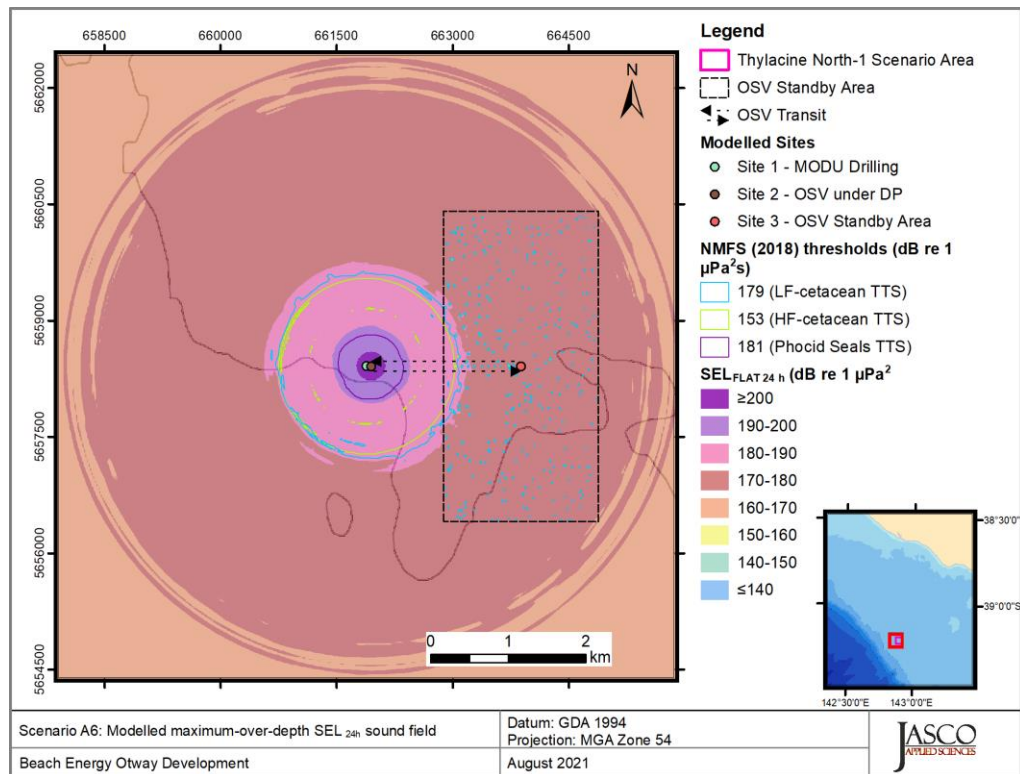 658500 660000 661500 663000 664500
5662000
5660500
5659000
5657500
5656000
5654500
N
0 1 2
km
Legend
Thylacine North-1 Scenario Area
OSV Standby Area
OSV Transit
Modelled Sites
Site 1 - MODU Drilling
Site 2 - OSV under DP
Site 3 - OSV Standby Area
NMFS (2018) thresholds (dB re 1
µPa²s)
179 (LF-cetacean TTS)
153 (HF-cetacean TTS)
181 (Phocid Seals TTS)
SEL FLAT 24 h (dB re 1 µPa²
≥200
190-200
180-190
170-180
160-170
150-160
140-150
≤140
38°30'0"
39°0'0"S
142°30'0"E 143°0'0"E
Scenario A6: Modelled maximum-over-depth SEL 24h sound field
Datum: GDA 1994
Projection: MGA Zone 54
Beach Energy Otway Development
August 2021
JASCO
APPLIED SCIENCES